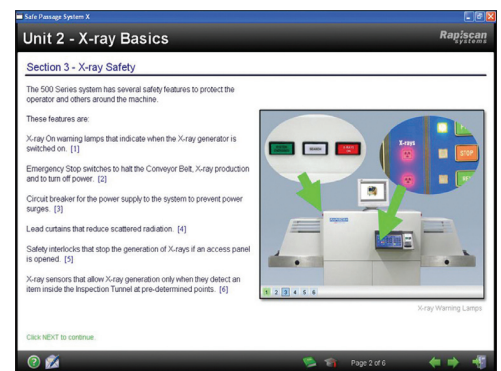 Safe Passage System X
Unit 2 - X-ray Basics
Rapiscan
systems
Section 3 - X-ray Safety
The 500 Series system has several safety features to protect the
operator and others around the machine.
These features are:
X-ray On warning lamps that indicate when the X-ray generator is
switched on. [1]
Emergency Stop switches to halt the Conveyor Belt, X-ray production
and to turn off power. [2]
Circuit breaker for the power supply to the system to prevent power
surges. [3]
Lead curtains that reduce scattered radiation. [4]
Safety interlocks that stop the generation of X-rays if an access panel
is opened. [5]
X-ray sensors that allow X-ray generation only when they detect an
item inside the Inspection Tunnel at pre-determined points. [6]
X-rays
STOP
1 2 3 4 5 6
X-ray Warning Lamps
Click NEXT to continue.
Page 2 of 6